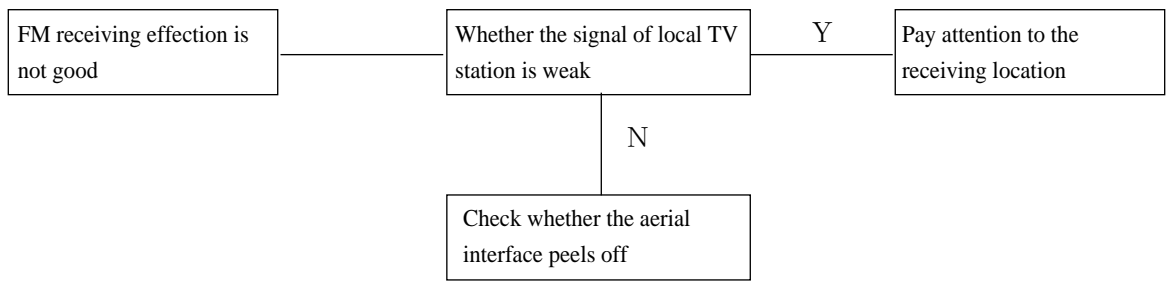 FM receiving effection is
not good
Whether the signal of local TV
station is weak
Y
Pay attention to the
receiving location
N
Check whether the aerial
interface peels off